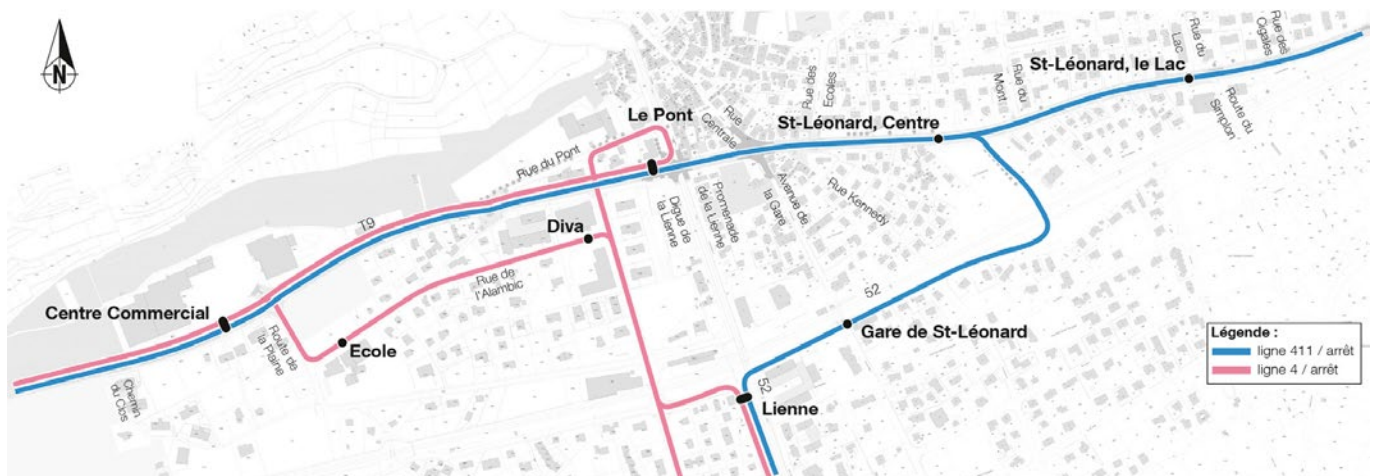 N
St-Léonard, le Lac
Rue du
Lac
Rue des
Cigales
Route du
Simplon
Rue du
Mont
St-Léonard, Centre
Rue des
Ecoles
Rue
Centrale
Le Pont
Rue du Pont
Avenue de
la Gare
Rue Kennedy
Promenade
de la Lienne
Digue de
la Lienne
Diva
T9
Rue de
l'Alambic
52
Centre Commercial
Gare de St-Léonard
Route de
la Plaine
Ecole
Chemin
du Clos
52
Lienne
Légende :
ligne 411 / arrêt
ligne 4 / arrêt